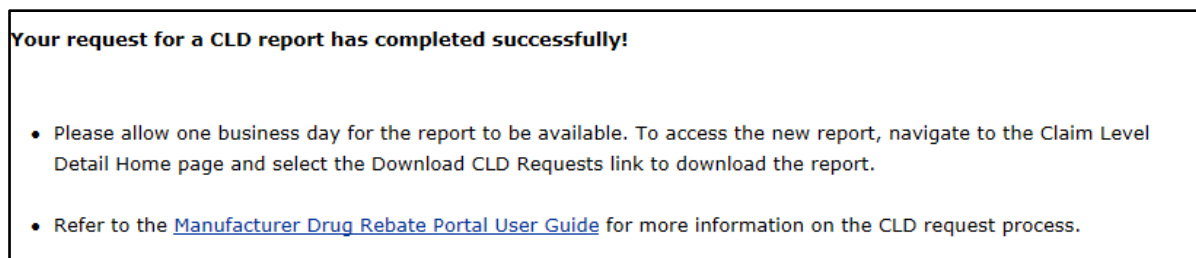 Your request for a CLD report has completed successfully!
• Please allow one business day for the report to be available. To access the new report, navigate to the Claim Level
Detail Home page and select the Download CLD Requests link to download the report.
• Refer to the Manufacturer Drug Rebate Portal User Guide for more information on the CLD request process.